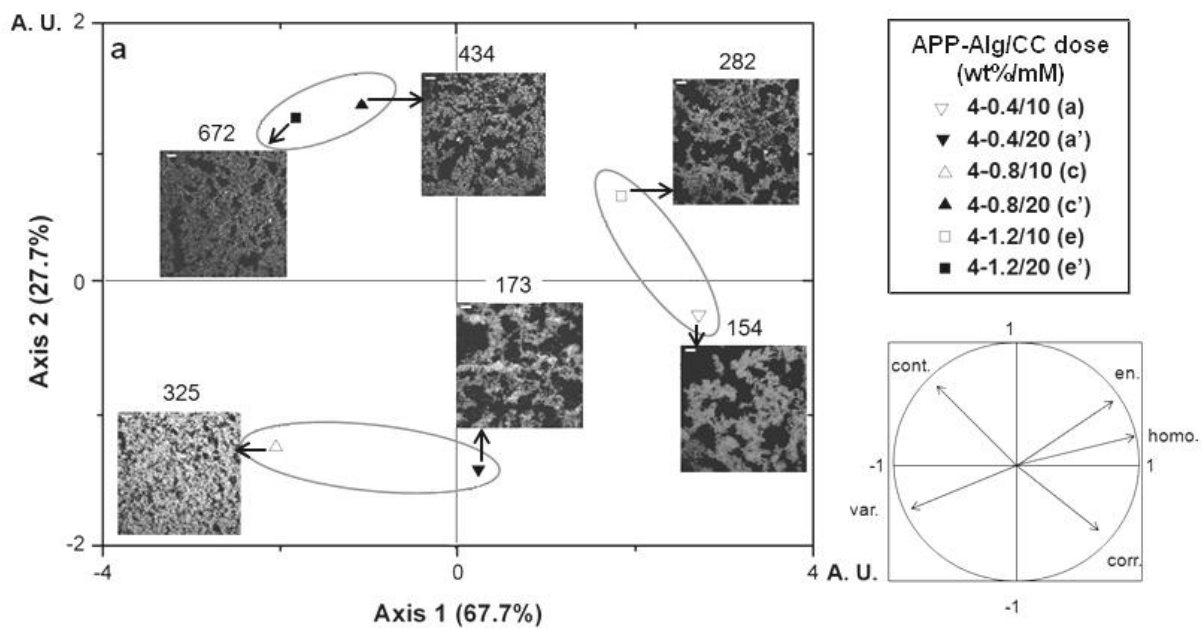 A. U.
2
a
434
282
672
Axis 2 (27.7%)
0
173
154
325
-2
-4
0
4
Axis 1 (67.7%)
APP-Alg/CC dose
(wt%/mM)
4-0.4/10 (a)
4-0.4/20 (a’)
4-0.8/10 (c)
4-0.8/20 (c’)
4-1.2/10 (e)
4-1.2/20 (e’)
1
cont.
en.
homo.
-1
1
var.
corr.
A. U.
-1